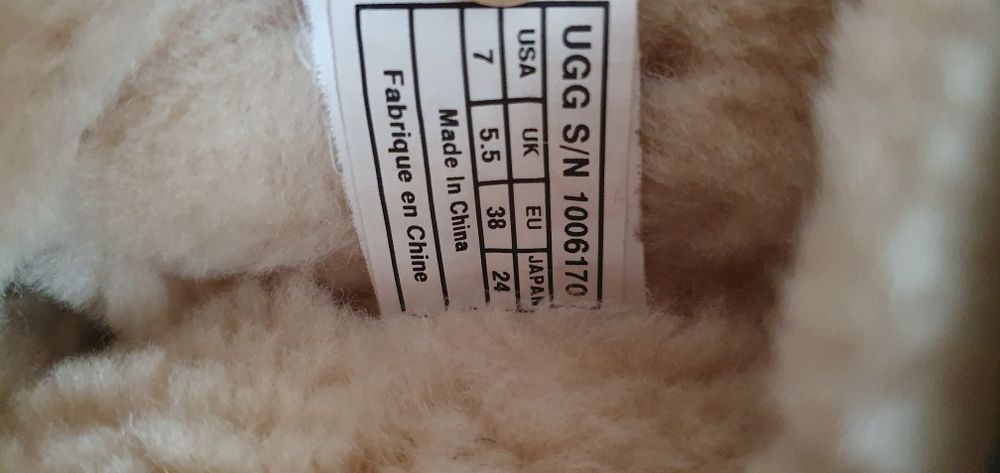 UGG S/N 1006170
USA UK EU JAPAN
7 5.5 38 24
Made In China
Fabrique en Chine